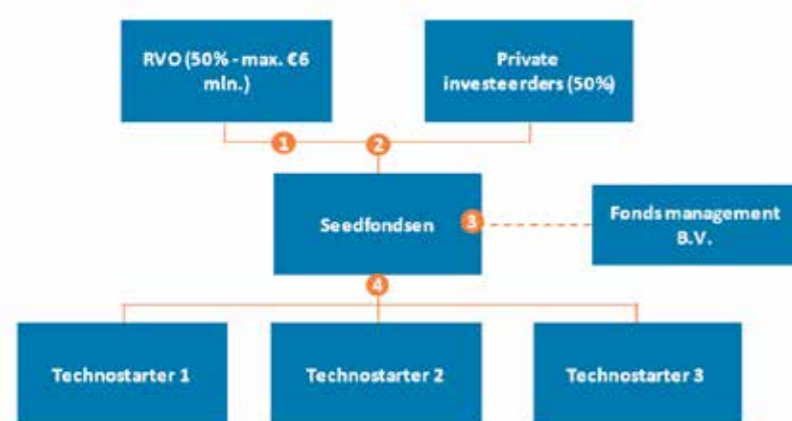 RVO (50% - max. €6
mln.)
Private
investeerders (50%)
1
2
Seedfondsen
3
Fondsmanagement
B.V.
4
Technostarter 1
Technostarter 2
Technostarter 3